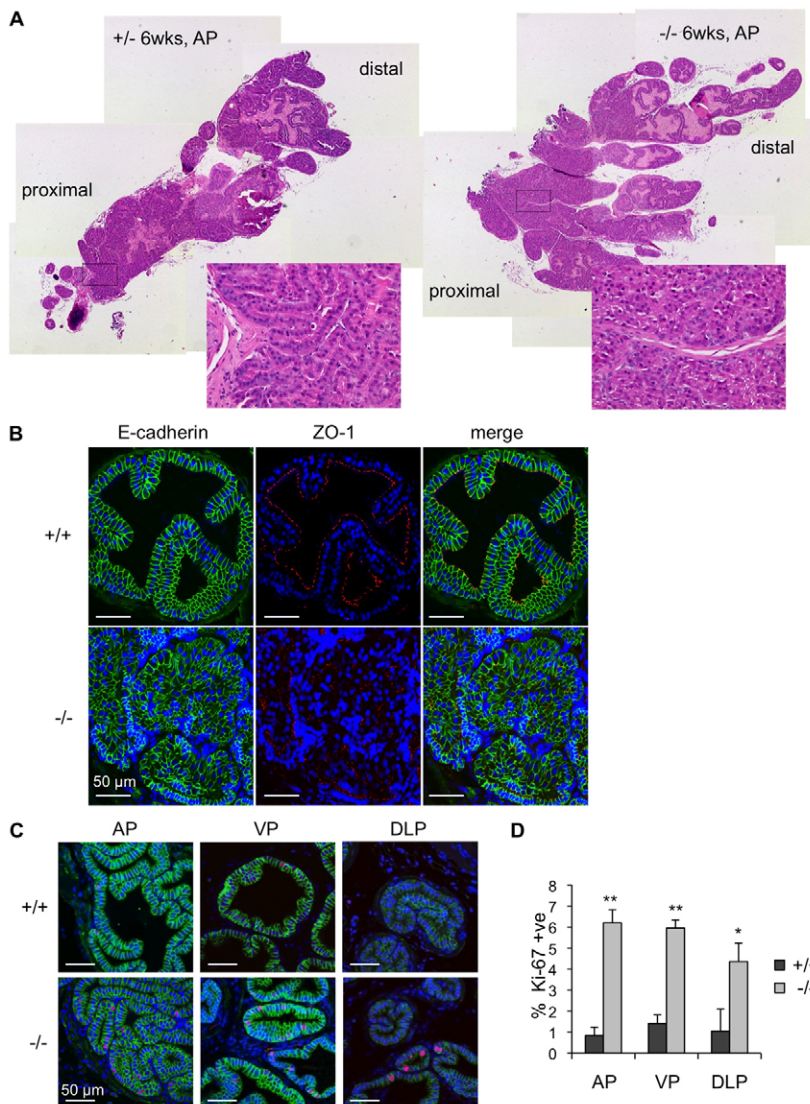 A
+/- 6wks, AP
distal
proximal
-/- 6wks, AP
distal
proximal
B
E-cadherin ZO-1 merge
+/+
-/-
50 µm
C
AP VP DLP
+/+
-/-
50 µm
D
% Ki-67 +ve
8
7
6
5
4
3
2
1
0
** ** *
AP VP DLP
-/-